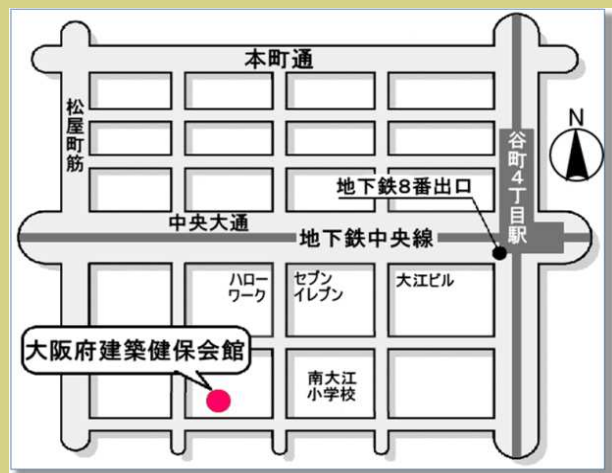 本町通
松屋町筋
N
谷町4丁目駅
地下鉄8番出口
中央大通
地下鉄中央線
ハロー
ワーク
セブン
イレブン
大江ビル
大阪府建築健保会館
南大江
小学校